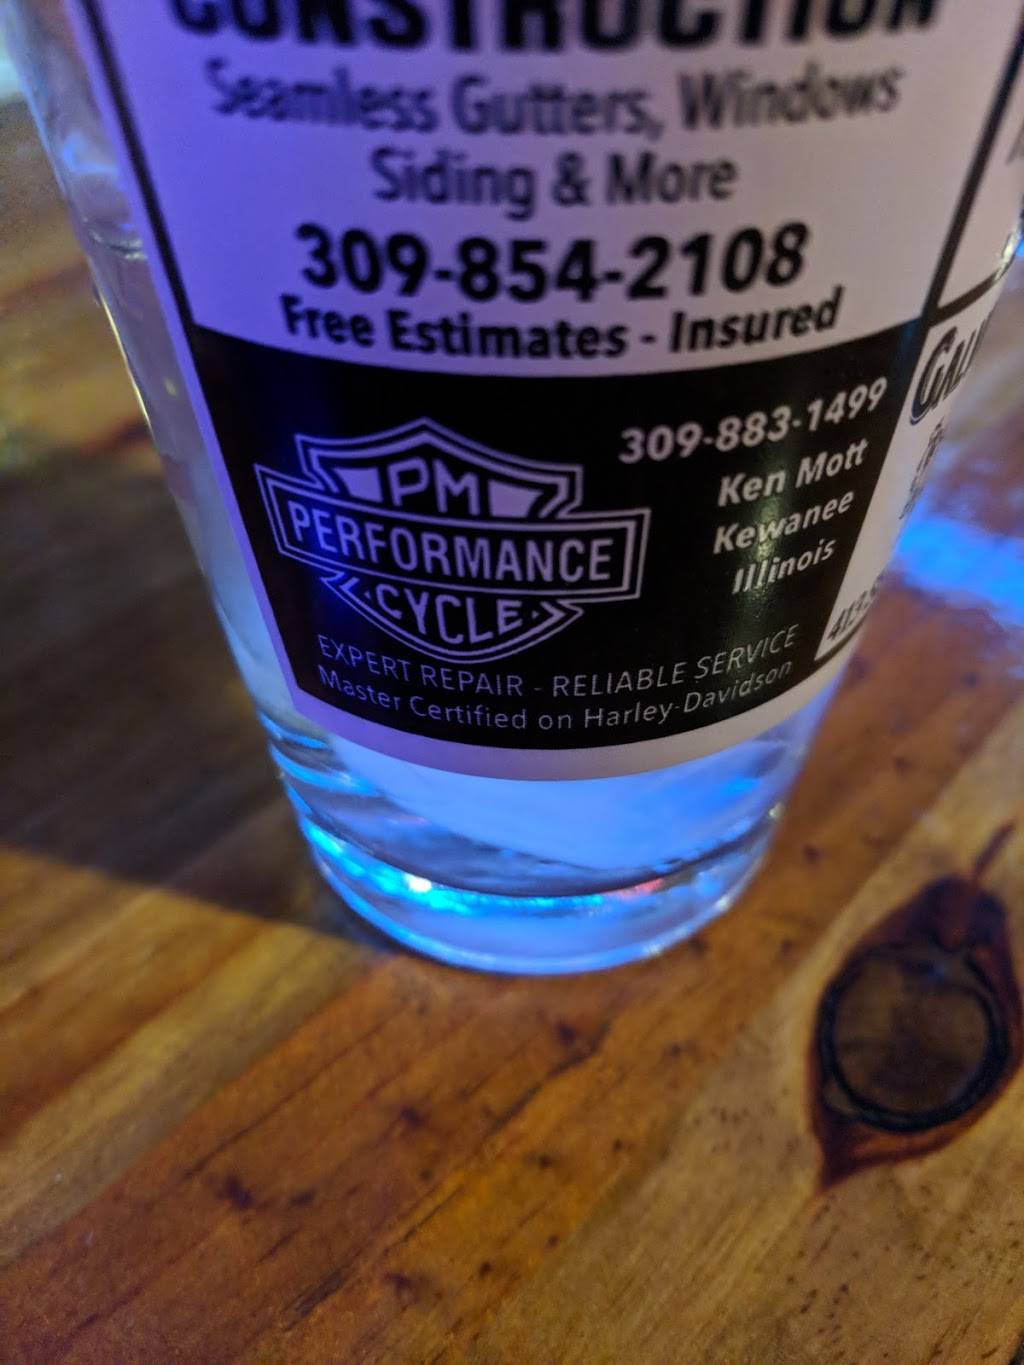 CONSTRUCTION
Seamless Gutters, Windows
Siding & More
309-854-2108
Free Estimates - Insured
PM
PERFORMANCE
CYCLE
309-883-1499
Ken Mott
Kewanee
Illinois
EXPERT REPAIR - RELIABLE SERVICE
Master Certified on Harley-Davidson